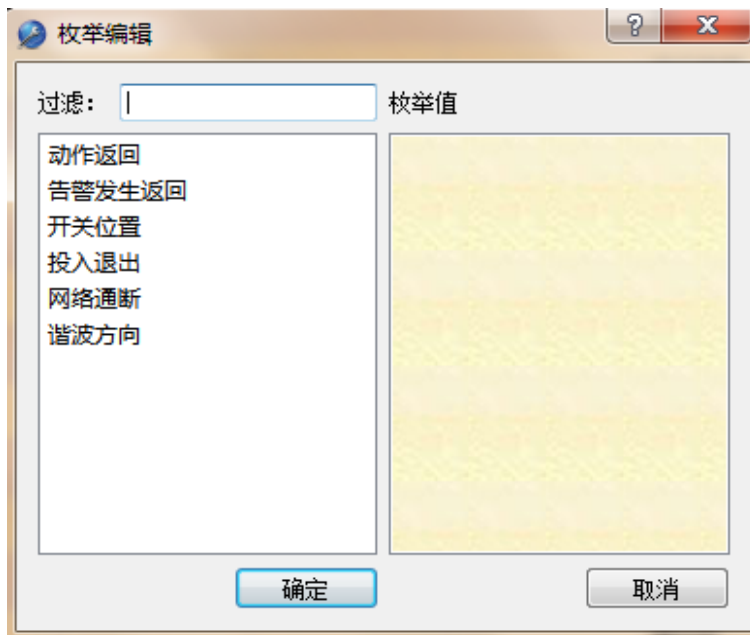 枚举编辑
过滤： 枚举值
动作返回
告警发生返回
开关位置
投入退出
网络通断
谐波方向
确定 取消